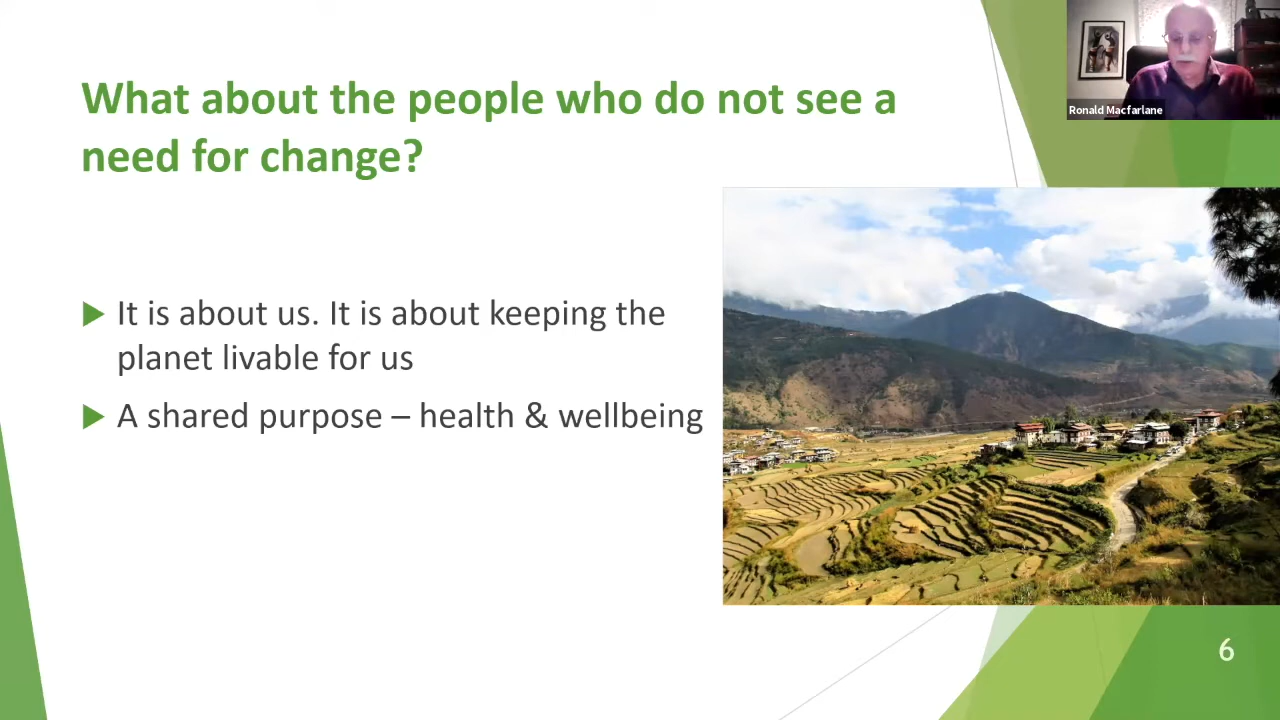 What about the people who do not see a
need for change?
It is about us. It is about keeping the
planet livable for us
A shared purpose – health & wellbeing
Ronald Macfarlane
6